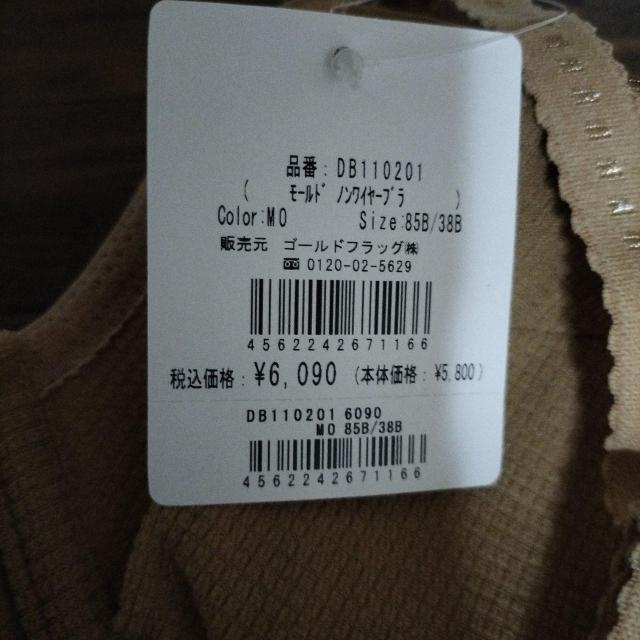 品番:DB110201
( ﾓｰﾙﾄﾞ ﾉﾝﾜｲﾔｰﾌﾞﾗ )
Color:MO Size:85B/38B
販売元 ゴールドフラッグ㈱
☎ 0120-02-5629
4562242671166
税込価格:¥6,090 (本体価格:¥5,800)
DB110201 6090
MO 85B/38B
4562242671166